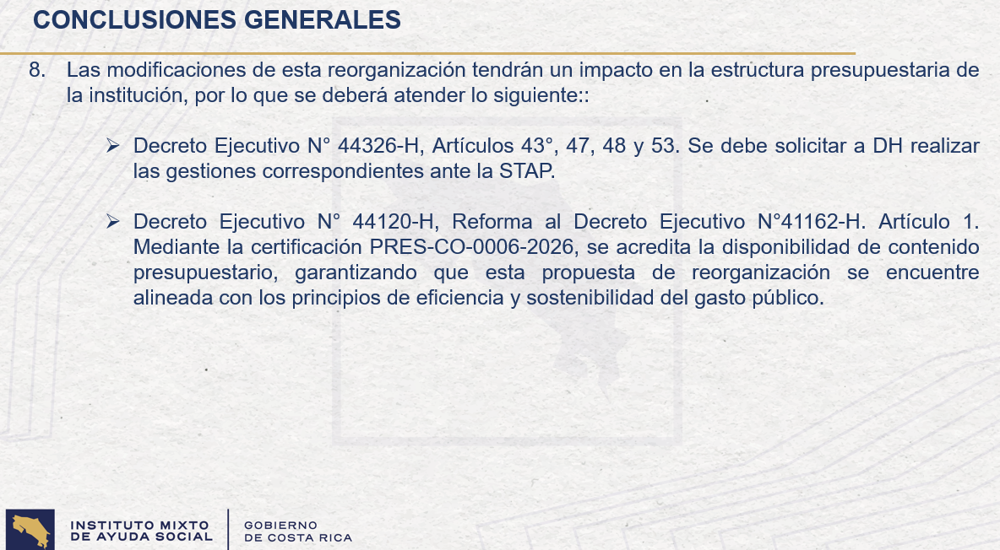 CONCLUSIONES GENERALES
8. Las modificaciones de esta reorganización tendrán un impacto en la estructura presupuestaria de
la institución, por lo que se deberá atender lo siguiente::
➢ Decreto Ejecutivo N° 44326-H, Artículos 43°, 47, 48 y 53. Se debe solicitar a DH realizar
las gestiones correspondientes ante la STAP.
➢ Decreto Ejecutivo N° 44120-H, Reforma al Decreto Ejecutivo N°41162-H. Artículo 1.
Mediante la certificación PRES-CO-0006-2026, se acredita la disponibilidad de contenido
presupuestario, garantizando que esta propuesta de reorganización se encuentre
alineada con los principios de eficiencia y sostenibilidad del gasto público.
INSTITUTO MIXTO
DE AYUDA SOCIAL
GOBIERNO
DE COSTA RICA